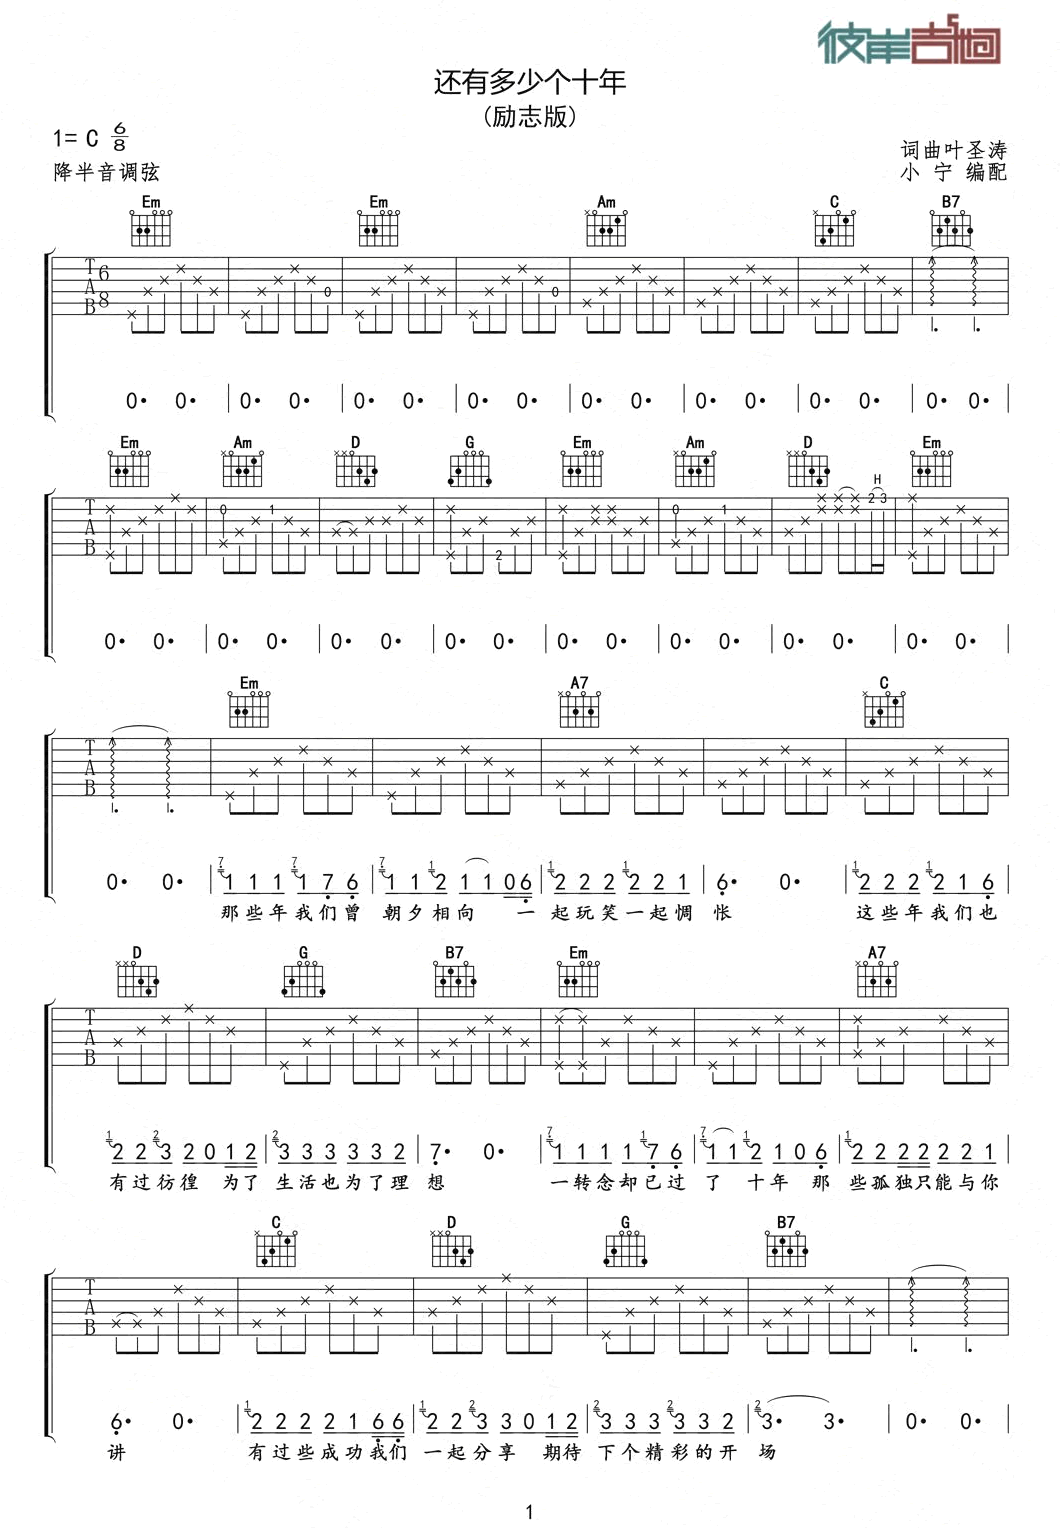 彼岸吉他
还有多少个十年
(励志版)
1= C 6/8
词曲叶圣涛
降半音调弦
小 宁 编配
Em Em Am C B7
T 6
A 8
B
0 0
0· 0· 0· 0· 0· 0· 0· 0· 0· 0· 0· 0· 0· 0· 0· 0·
Em Am D G Em Am D Em
H
T A B
0 1 2 0 1 2 3
0· 0· 0· 0· 0· 0· 0· 0· 0· 0· 0· 0· 0· 0· 0· 0·
Em A7 C
T A B
0· 0· 1 1 1 1 7 6 1 1 2 1 1 0 6 2 2 2 2 2 1 6· 0· 2 2 2 2 1 6
那些年我们曾 朝夕相向 一 起玩笑一起惆 怅 这些年我们也
D G B7 Em A7
T A B
2 2 3 2 0 1 2 3 3 3 3 3 2 7· 0· 1 1 1 1 7 6 1 1 2 1 0 6 2 2 2 2 2 2 1
有过彷徨 为了 生活也为了理 想 一转念却已过 了 十年 那 些孤独只能与你
C D G B7
T A B
6· 0· 2 2 2 2 1 6 6 2 2 3 3 0 1 2 3 3 3 3 3 2 3· 3· 0· 0·
讲 有过些成功我们 一起分享 期待 下个精彩的开 场
1